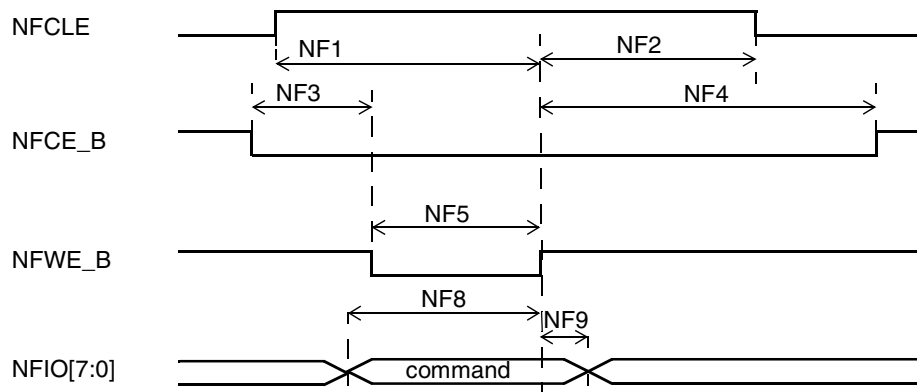 NFCLE
NF1
NF2
NF3
NF4
NFCE_B
NF5
NFWE_B
NF8
NF9
NFIO[7:0]
command